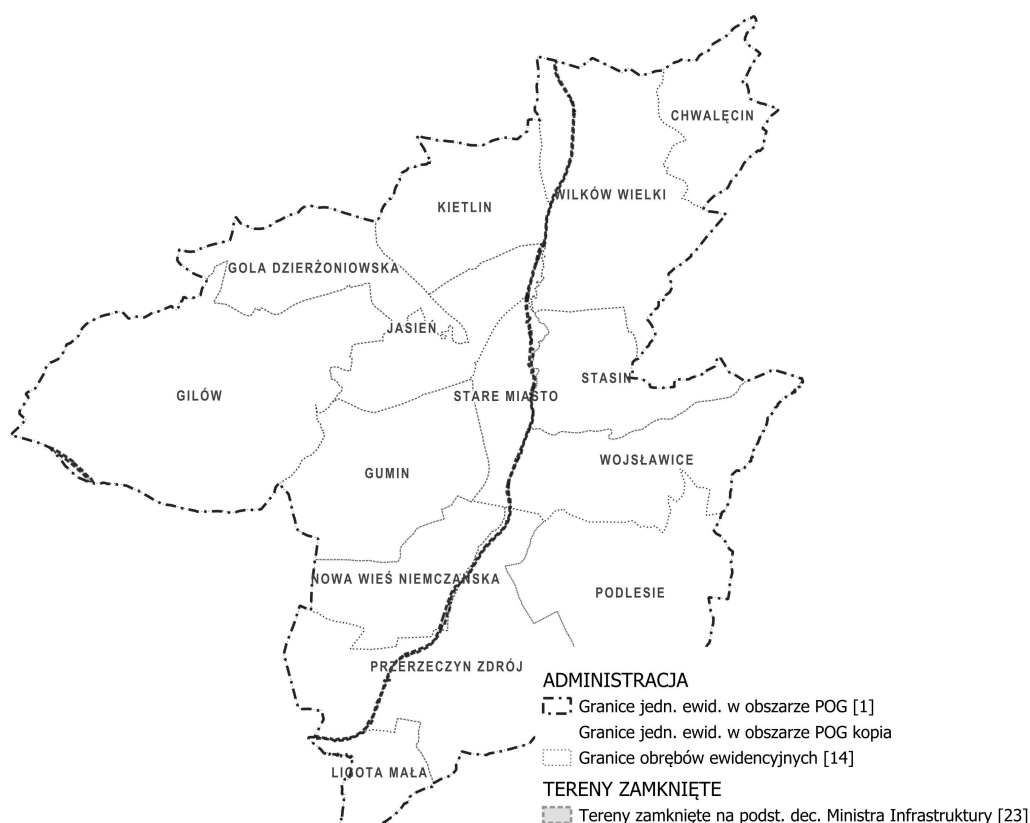 CHWALĘCIN
WILKÓW WIELKI
KIETLIN
GOLA DZIERŻONIOWSKA
JASIEŃ
STASIN
GILÓW
STARE MIASTO
WOJSŁAWICE
GUMIN
NOWA WIEŚ NIEMCZAŃSKA
PODLESIE
PRZERZECZYN ZDRÓJ
LIGOTA MAŁA
ADMINISTRACJA
Granice jedn. ewid. w obszarze POG [1]
Granice jedn. ewid. w obszarze POG kopia
Granice obrębów ewidencyjnych [14]
TERENY ZAMKNIĘTE
Tereny zamknięte na podst. dec. Ministra Infrastruktury [23]